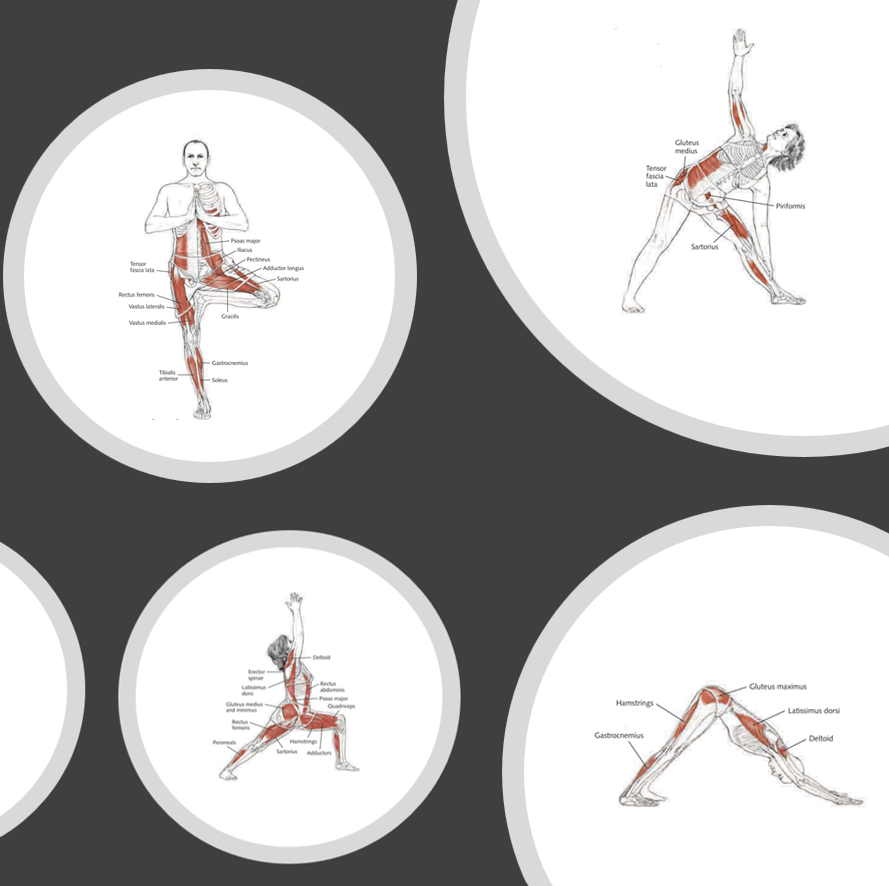 Psoas major
Iliacus
Pectineus
Adductor longus
Sartorius
Tensor
fascia lata
Rectus femoris
Vastus lateralis
Vastus medialis
Gracilis
Gastrocnemius
Tibialis
anterior
Soleus
Gluteus
medius
Tensor
fascia
lata
Piriformis
Sartorius
Deltoid
Erector
spinae
Latissimus
dorsi
Rectus
abdominis
Psoas major
Quadriceps
Gluteus medius
and minimus
Rectus
femoris
Peroneals
Hamstrings
Sartorius
Adductors
Gluteus maximus
Hamstrings
Latissimus dorsi
Gastrocnemius
Deltoid